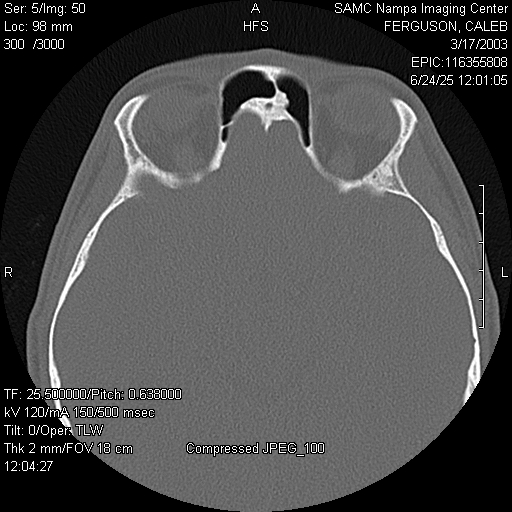 Ser: 5/Img: 50
Loc: 98 mm
300 /3000
A
HFS
SAMC Nampa Imaging Center
FERGUSON, CALEB
3/17/2003
EPIC:116355808
6/24/25 12:01:05
R
L
TF: 25.500000/Pitch: 0.638000
kV 120/mA 150/500 msec
Tilt: 0/Oper: TLW
Thk 2 mm/FOV 18 cm
12:04:27
Compressed JPEG_100